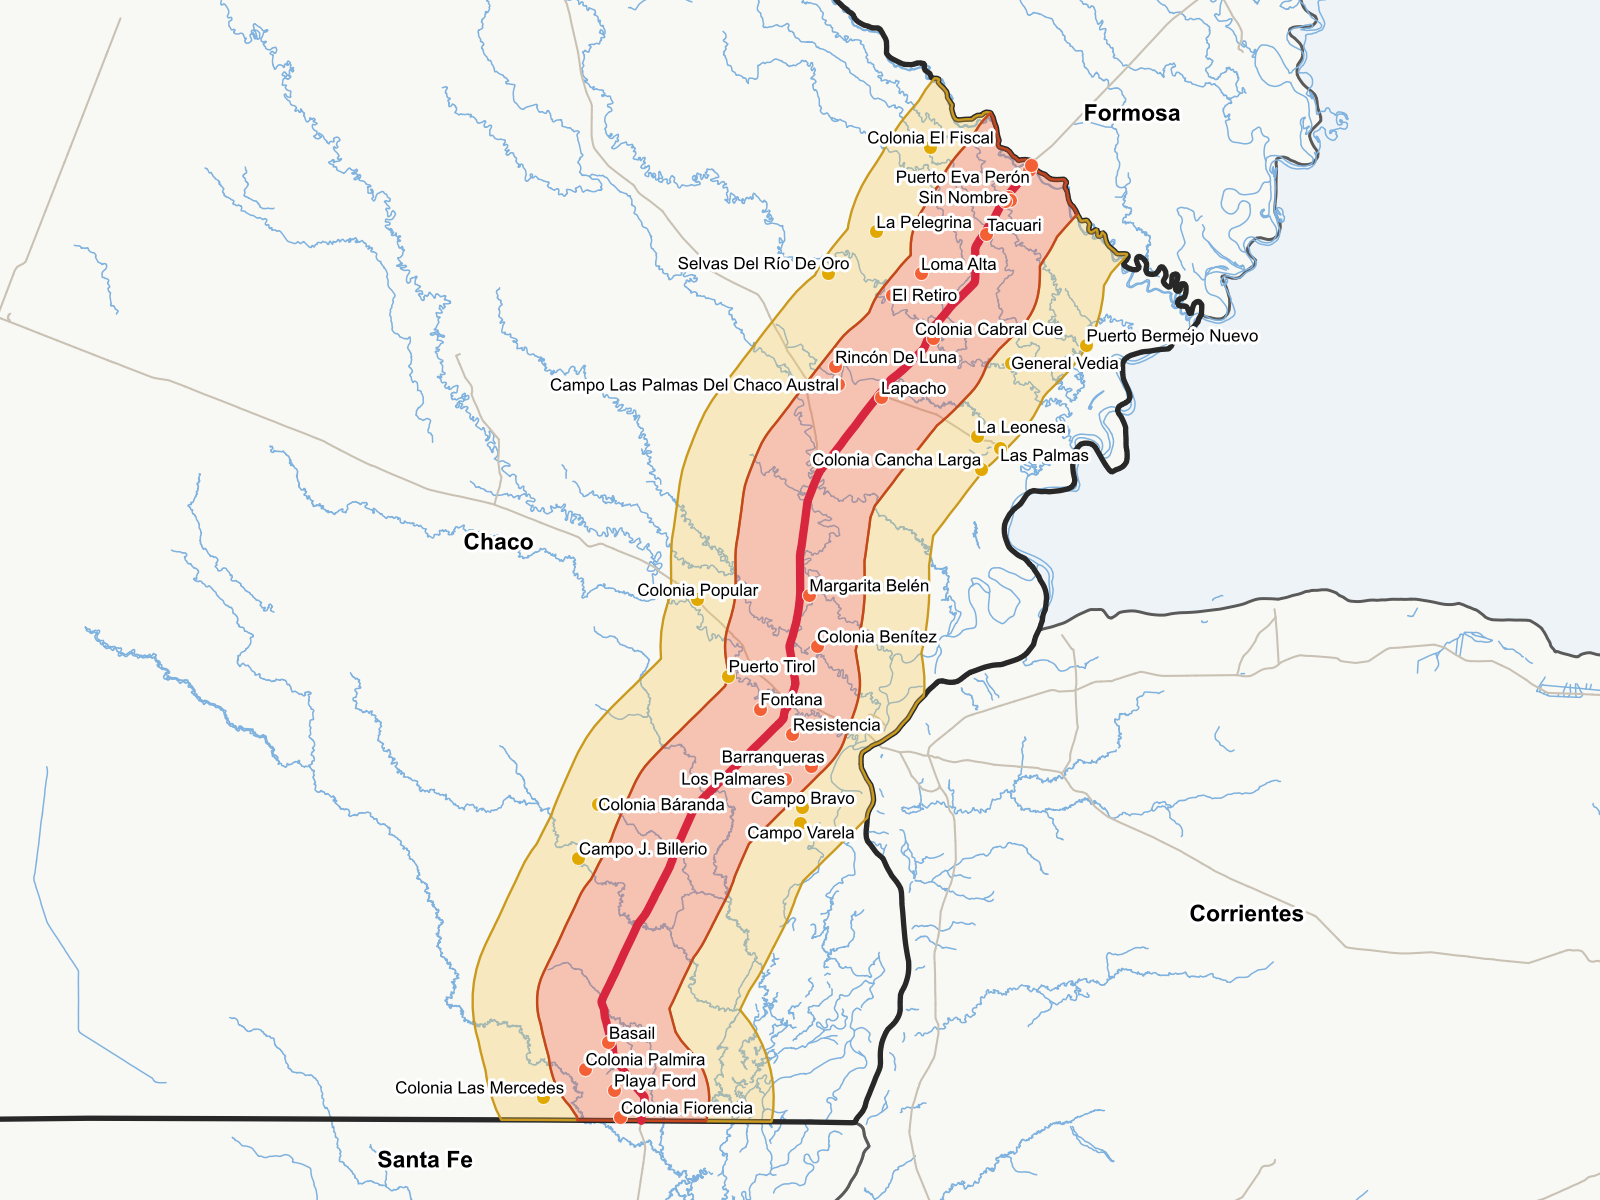 Formosa
Colonia El Fiscal
Puerto Eva Perón
Sin Nombre
La Pelegrina
Tacuari
Selvas Del Río De Oro
Loma Alta
El Retiro
Colonia Cabral Cue
Puerto Bermejo Nuevo
Rincón De Luna
General Vedia
Campo Las Palmas Del Chaco Austral
Lapacho
La Leonesa
Las Palmas
Colonia Cancha Larga
Chaco
Colonia Popular
Margarita Belén
Colonia Benítez
Puerto Tirol
Fontana
Resistencia
Barranqueras
Los Palmares
Campo Bravo
Colonia Báranda
Campo Varela
Campo J. Billerio
Corrientes
Basail
Colonia Palmira
Playa Ford
Colonia Las Mercedes
Colonia Fiorencia
Santa Fe